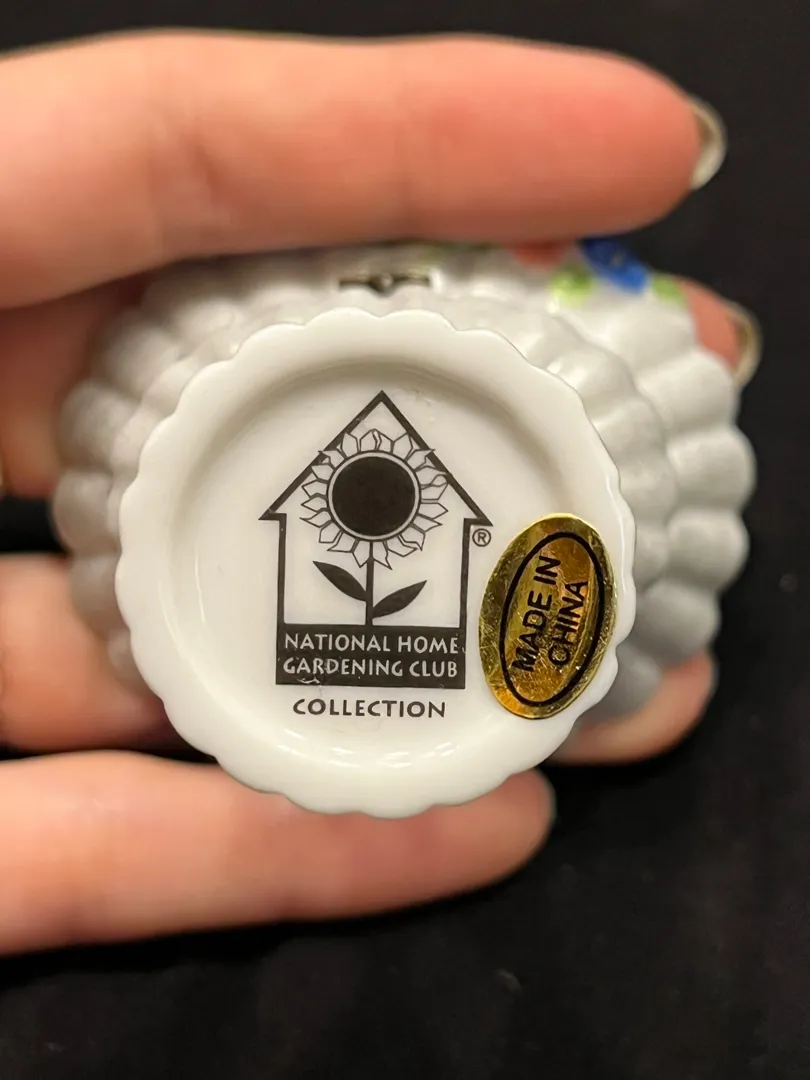 ®
NATIONAL HOME
GARDENING CLUB
COLLECTION
MADE IN
CHINA